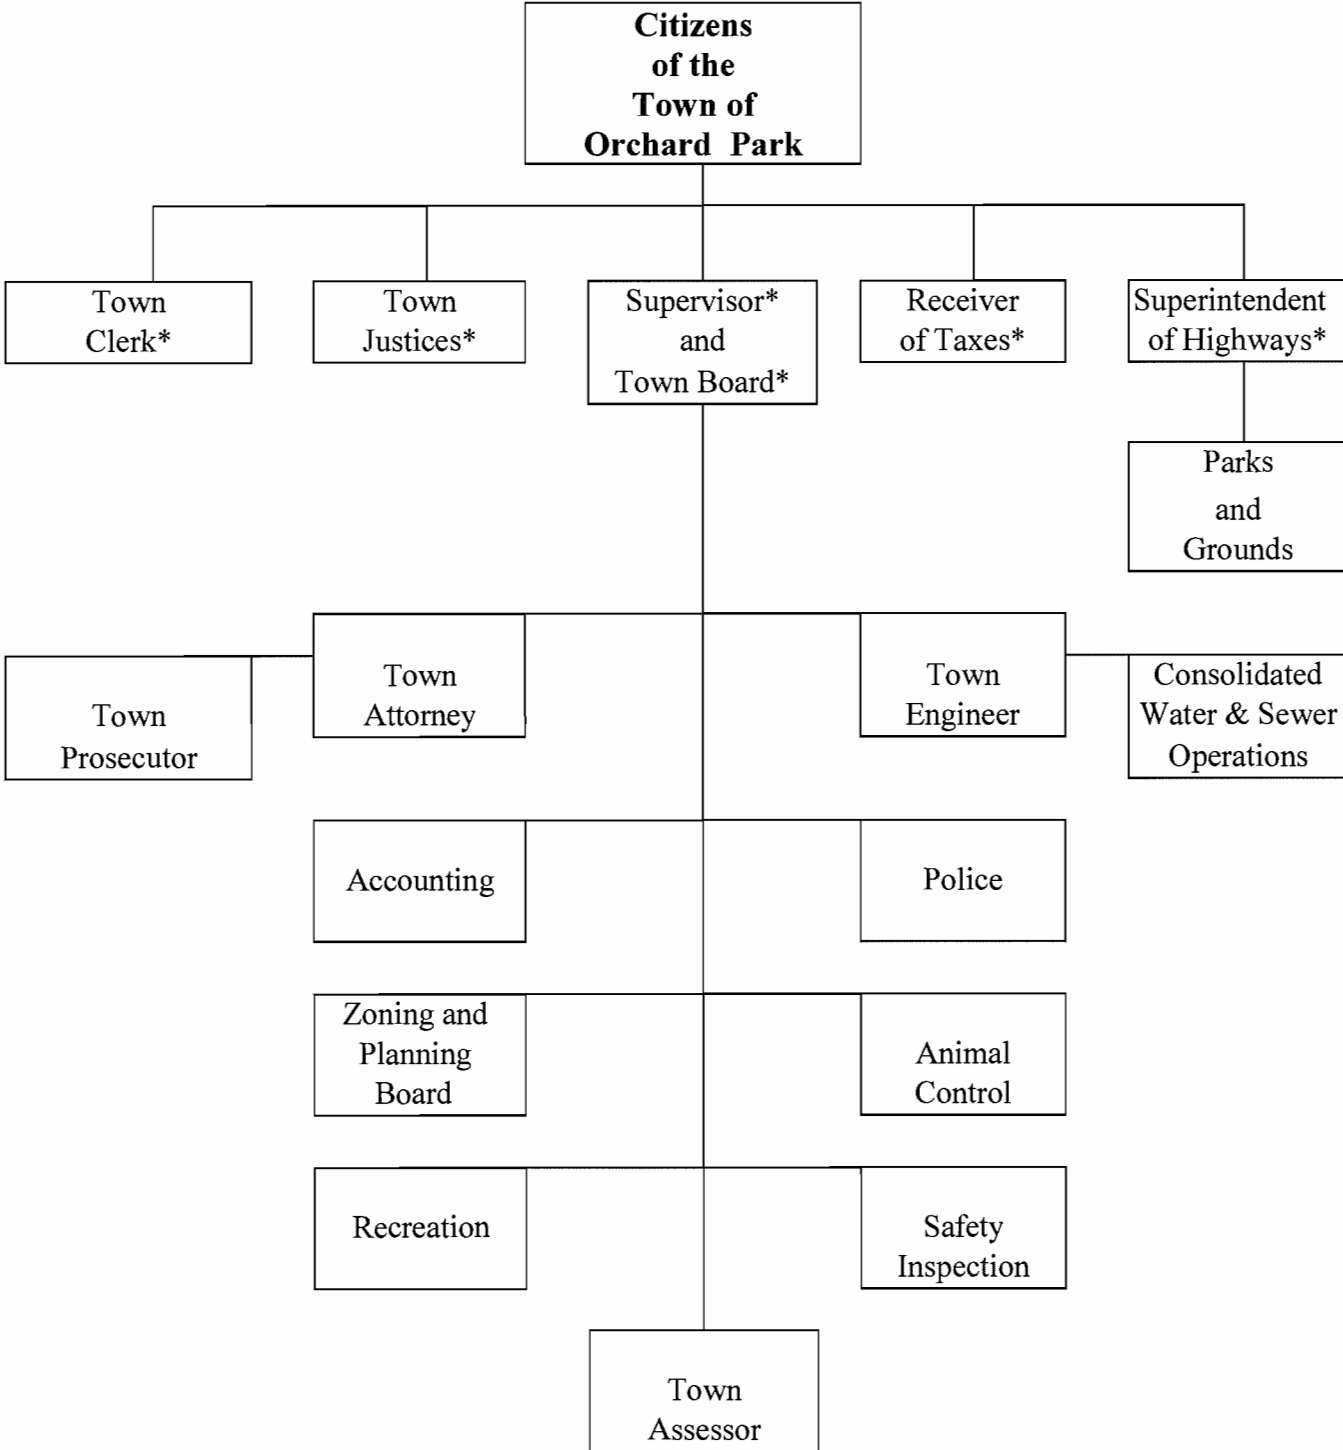 Citizens
of the
Town of
Orchard Park
Town
Clerk*
Town
Justices*
Supervisor*
and
Town Board*
Receiver
of Taxes*
Superintendent
of Highways*
Parks
and
Grounds
Town
Prosecutor
Town
Attorney
Town
Engineer
Consolidated
Water & Sewer
Operations
Accounting
Police
Zoning and
Planning
Board
Animal
Control
Recreation
Safety
Inspection
Town
Assessor